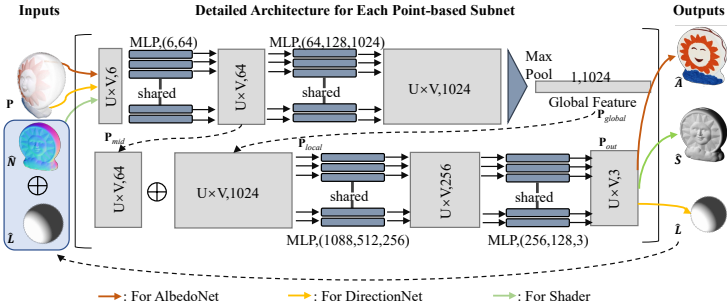 Inputs
Detailed Architecture for Each Point-based Subnet
Outputs
MLP,(6,64)
MLP,(64,128,1024)
Max
Pool
P
U×V,6
shared
U×V,64
shared
U×V,1024
1,1024
Global Feature
P_global
Â
N̂
P_mid
U×V,64
U×V,1024
P_local
shared
U×V,256
shared
P_out
U×V,3
Ŝ
L̂
MLP,(1088,512,256)
MLP,(256,128,3)
L̂
: For AlbedoNet
: For DirectionNet
: For Shader